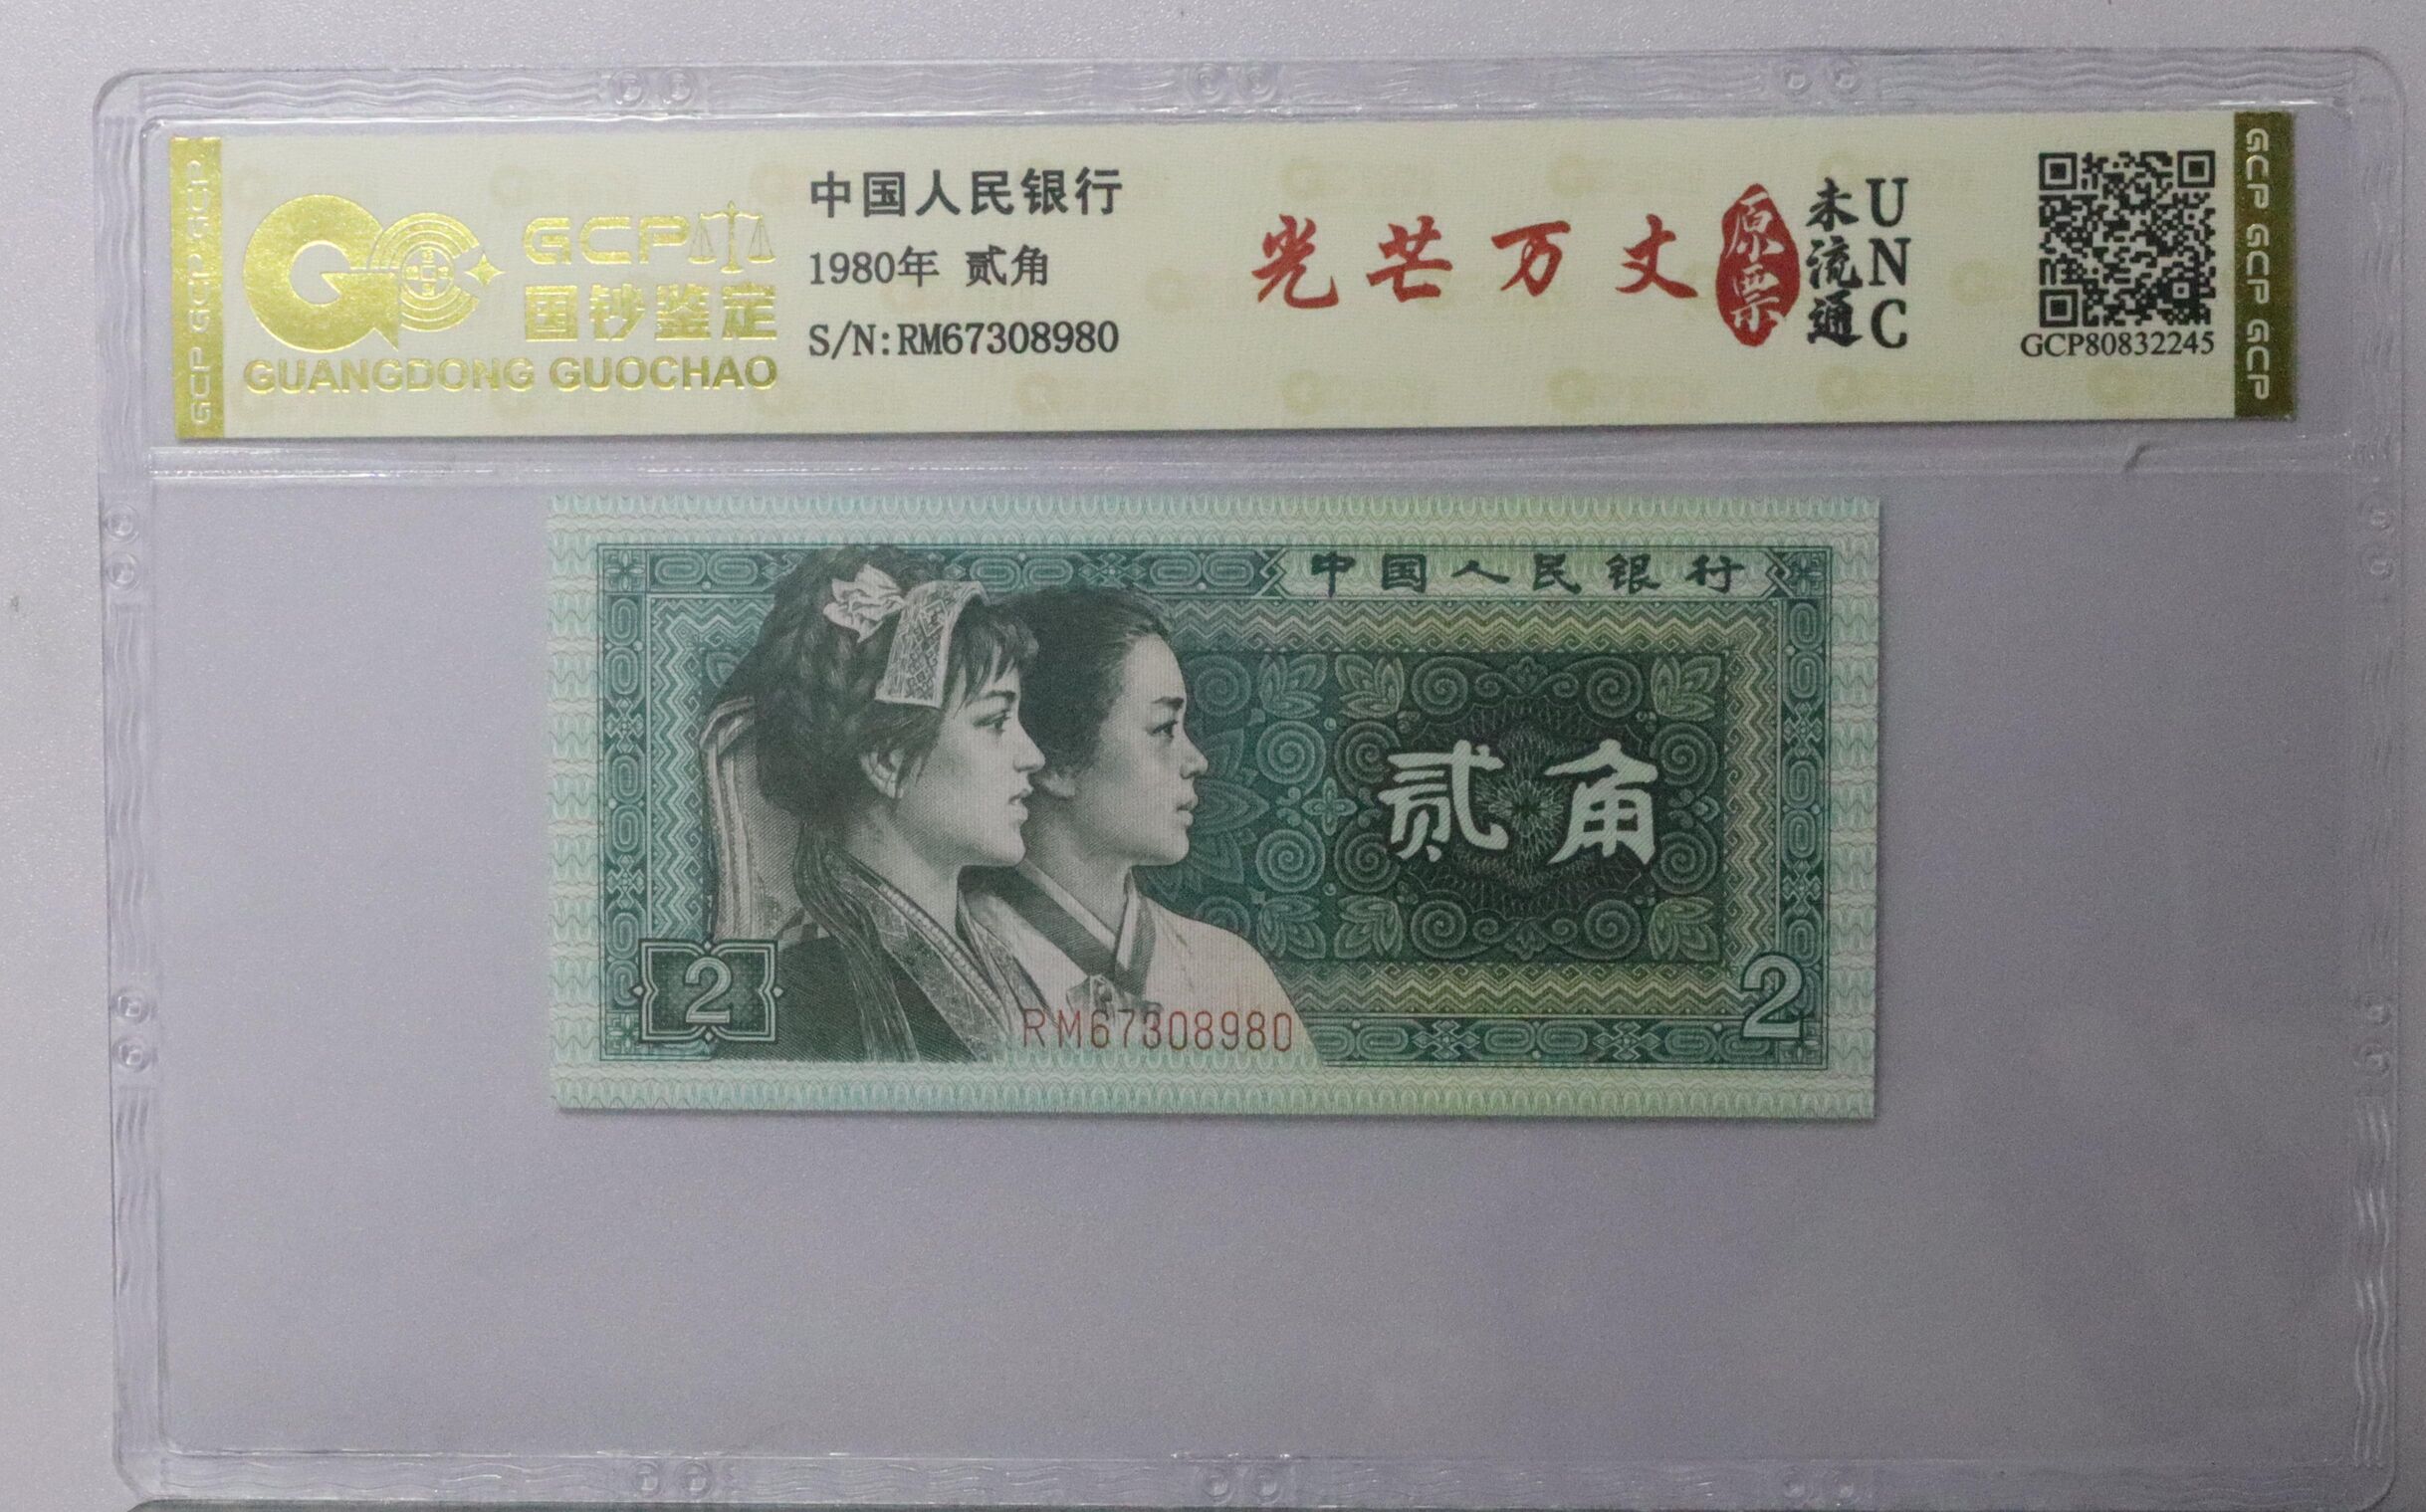 GCP GCP GCP
GCP
国钞鉴定
GUANGDONG GUOCHAO
中国人民银行
1980年 贰角
S/N:RM67308980
光芒万丈
原票
未流通
UNC
GCP80832245
GCP GCP GCP
中国人民银行
贰角
2
RM67308980
2